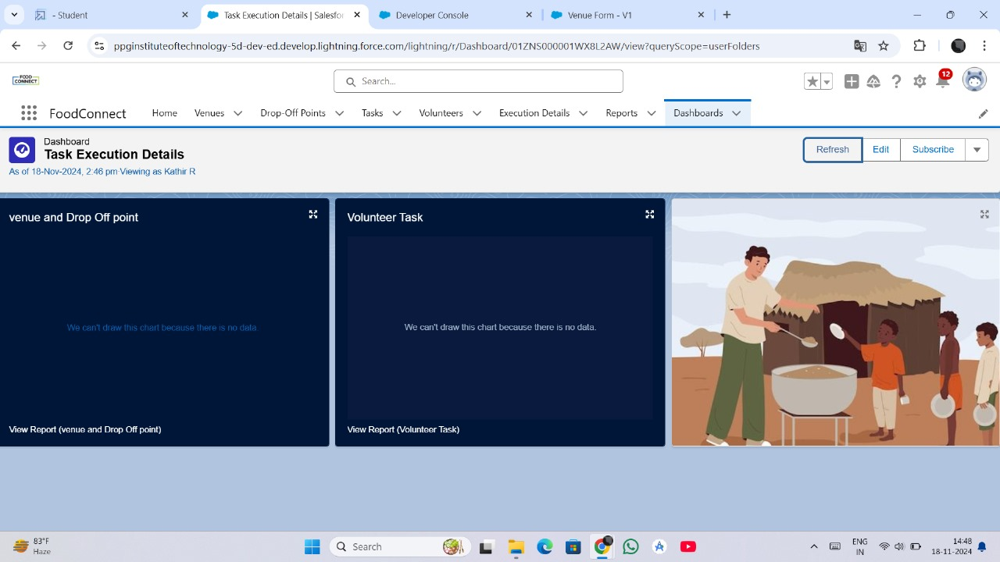 - Student
Task Execution Details | Salesfor
Developer Console
Venue Form - V1
ppginstituteoftechnology-5d-dev-ed.develop.lightning.force.com/lightning/r/Dashboard/01ZNS000001WX8L2AW/view?queryScope=userFolders
FOOD
CONNECT
Search...
12
FoodConnect
Home
Venues
Drop-Off Points
Tasks
Volunteers
Execution Details
Reports
Dashboards
Dashboard
Task Execution Details
As of 18-Nov-2024, 2:46 pm·Viewing as Kathir R
Refresh
Edit
Subscribe
venue and Drop Off point
We can't draw this chart because there is no data.
View Report (venue and Drop Off point)
Volunteer Task
We can't draw this chart because there is no data.
View Report (Volunteer Task)
83°F
Haze
Search
ENG
IN
14:48
18-11-2024